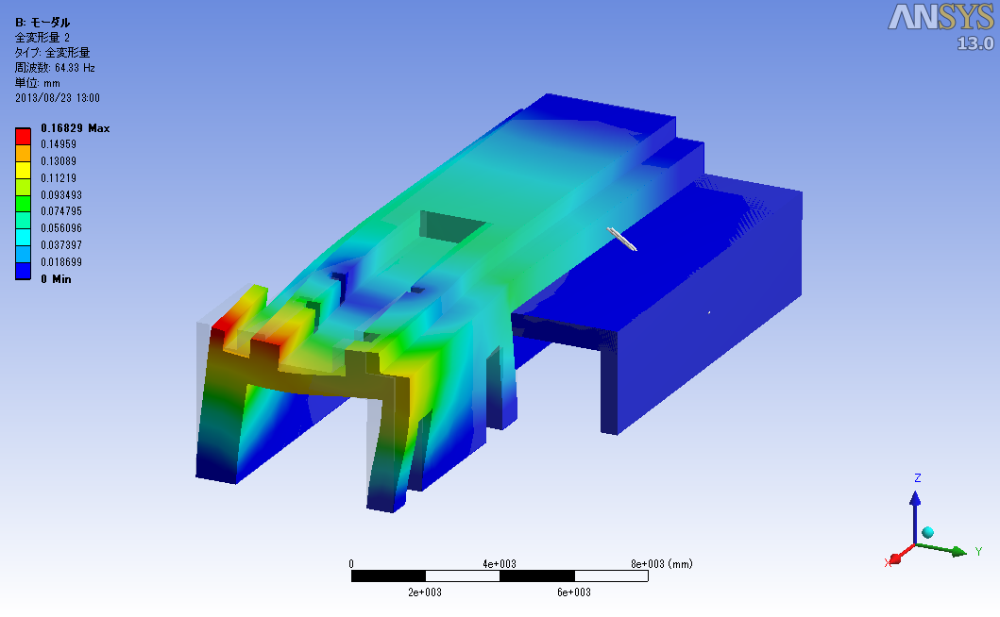 B: モーダル
全変形量 2
タイプ: 全変形量
周波数: 64.33 Hz
単位: mm
2013/08/23 13:00
ANSYS
13.0
0.16829 Max
0.14959
0.13089
0.11219
0.093493
0.074795
0.056096
0.037397
0.018699
0 Min
Z
Y
X
0 4e+003 8e+003 (mm)
2e+003 6e+003